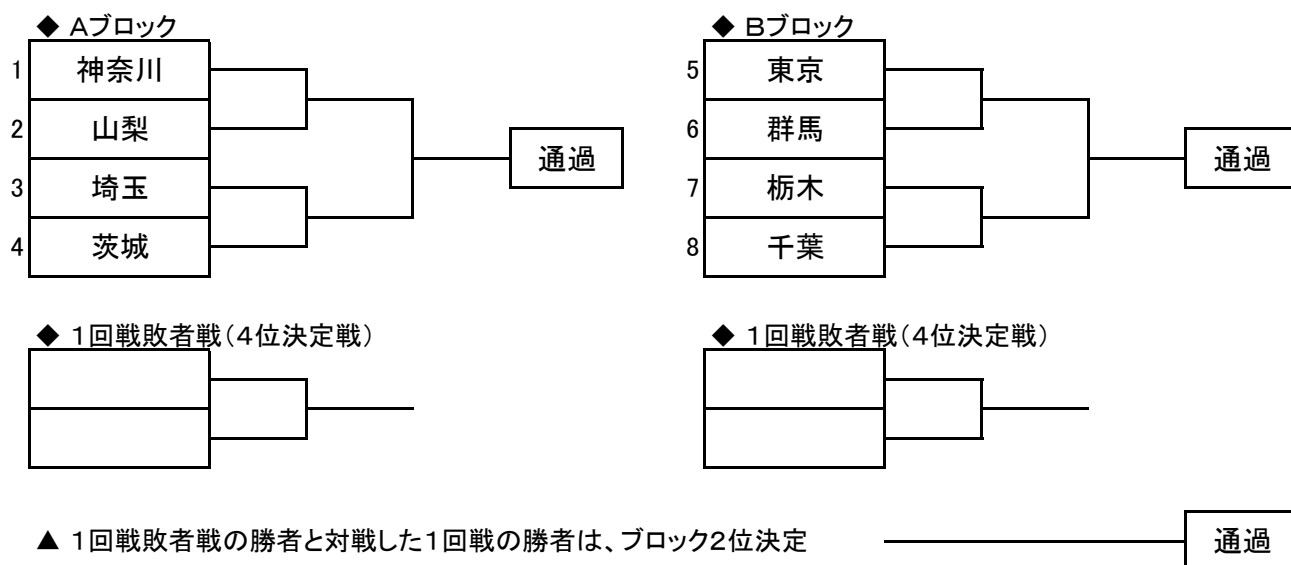 ◆ Aブロック
1 神奈川
2 山梨
3 埼玉
4 茨城
通過
◆ Bブロック
5 東京
6 群馬
7 栃木
8 千葉
通過
◆ 1回戦敗者戦(4位決定戦)
◆ 1回戦敗者戦(4位決定戦)
▲ 1回戦敗者戦の勝者と対戦した1回戦の勝者は、ブロック2位決定
通過